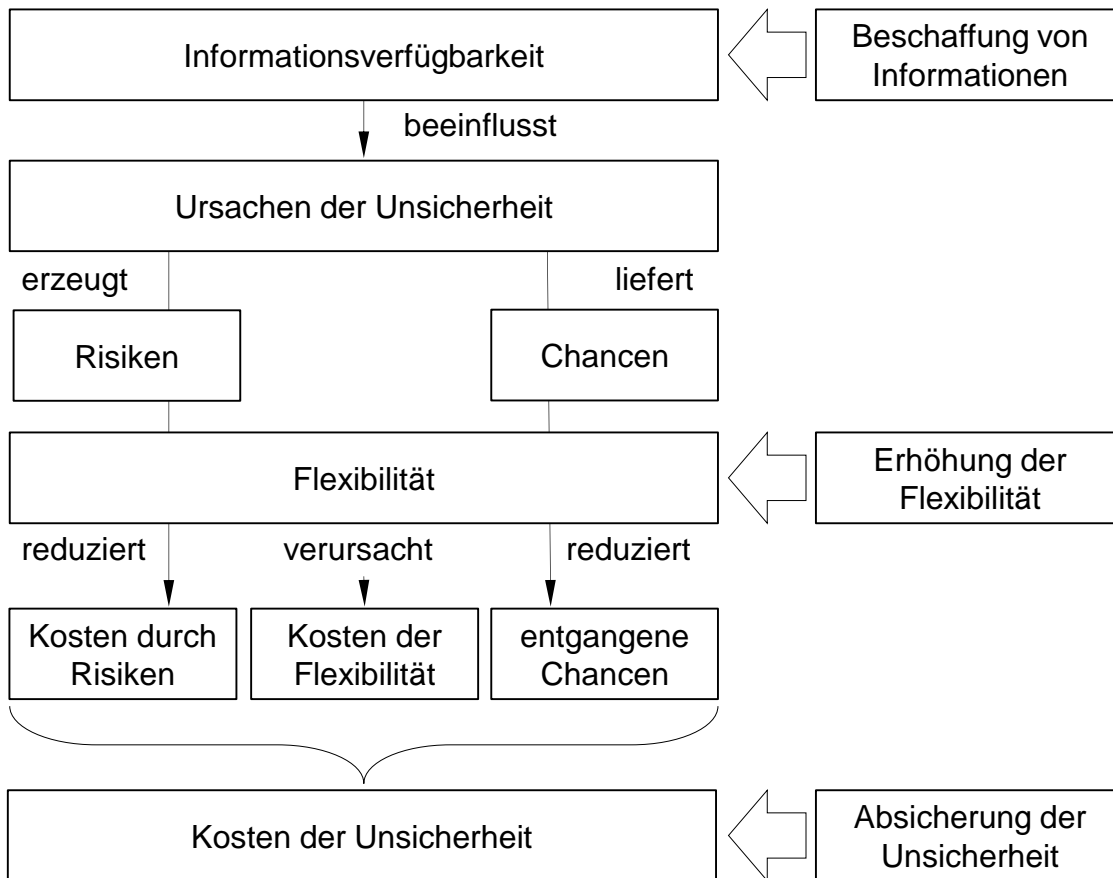 Informationsverfügbarkeit
Beschaffung von
Informationen
beeinflusst
Ursachen der Unsicherheit
erzeugt
liefert
Risiken
Chancen
Flexibilität
Erhöhung der
Flexibilität
reduziert
verursacht
reduziert
Kosten durch
Risiken
Kosten der
Flexibilität
entgangene
Chancen
Kosten der Unsicherheit
Absicherung der
Unsicherheit